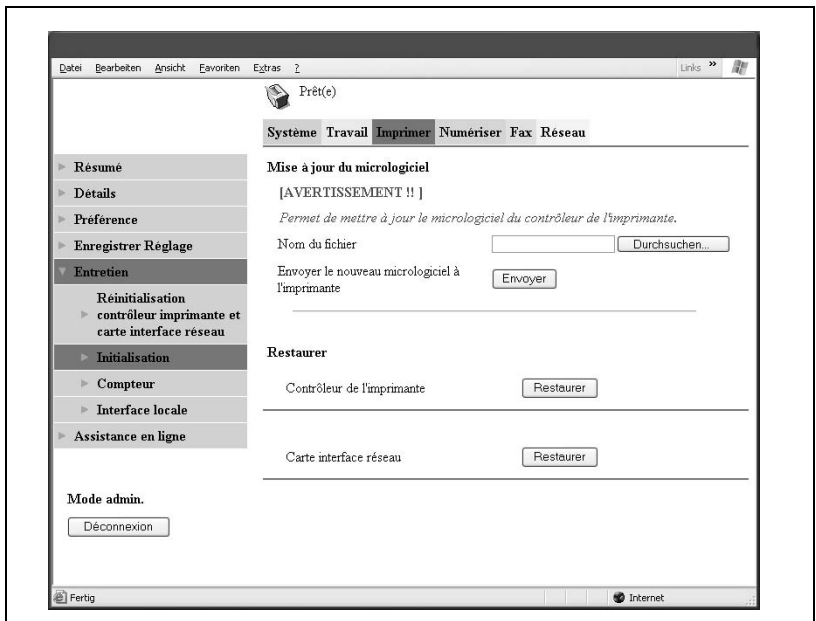 Datei Bearbeiten Ansicht Favoriten Extras ? Links »
Prêt(e)
Système Travail Imprimer Numériser Fax Réseau
Résumé
Détails
Préférence
Enregistrer Réglage
Entretien
Réinitialisation
contrôleur imprimante et
carte interface réseau
Initialisation
Compteur
Interface locale
Assistance en ligne
Mode admin.
Déconnexion
Mise à jour du micrologiciel
[AVERTISSEMENT !! ]
Permet de mettre à jour le micrologiciel du contrôleur de l'imprimante.
Nom du fichier Durchsuchen...
Envoyer le nouveau micrologiciel à
l'imprimante Envoyer
Restaurer
Contrôleur de l'imprimante Restaurer
Carte interface réseau Restaurer
Fertig Internet